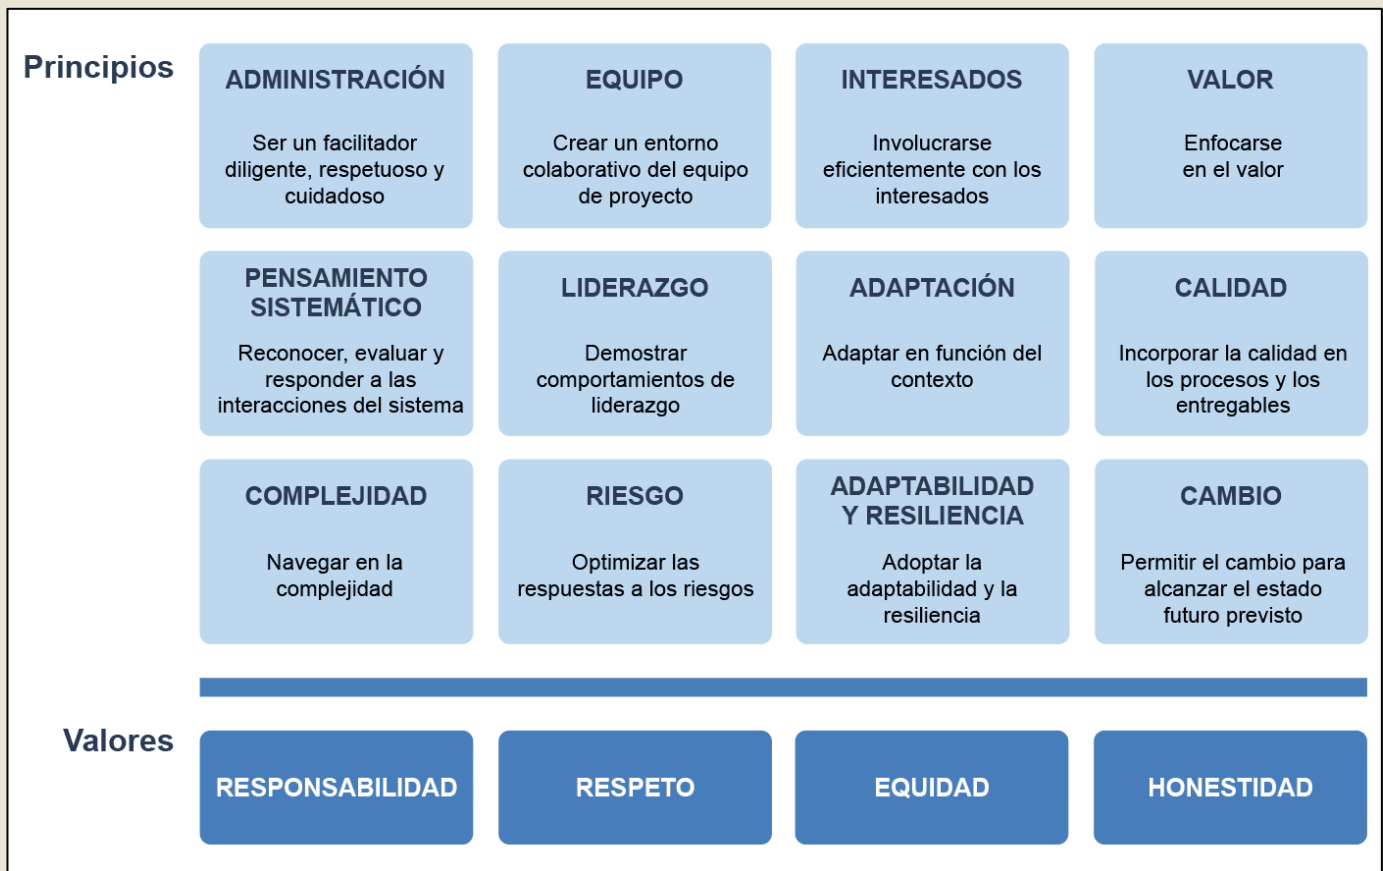 Principios
ADMINISTRACIÓN
Ser un facilitador
diligente, respetuoso y
cuidadoso
EQUIPO
Crear un entorno
colaborativo del equipo
de proyecto
INTERESADOS
Involucrarse
eficientemente con los
interesados
VALOR
Enfocarse
en el valor
PENSAMIENTO
SISTEMÁTICO
Reconocer, evaluar y
responder a las
interacciones del sistema
LIDERAZGO
Demostrar
comportamientos de
liderazgo
ADAPTACIÓN
Adaptar en función del
contexto
CALIDAD
Incorporar la calidad en
los procesos y los
entregables
COMPLEJIDAD
Navegar en la
complejidad
RIESGO
Optimizar las
respuestas a los riesgos
ADAPTABILIDAD
Y RESILIENCIA
Adoptar la
adaptabilidad y la
resiliencia
CAMBIO
Permitir el cambio para
alcanzar el estado
futuro previsto
Valores
RESPONSABILIDAD
RESPETO
EQUIDAD
HONESTIDAD